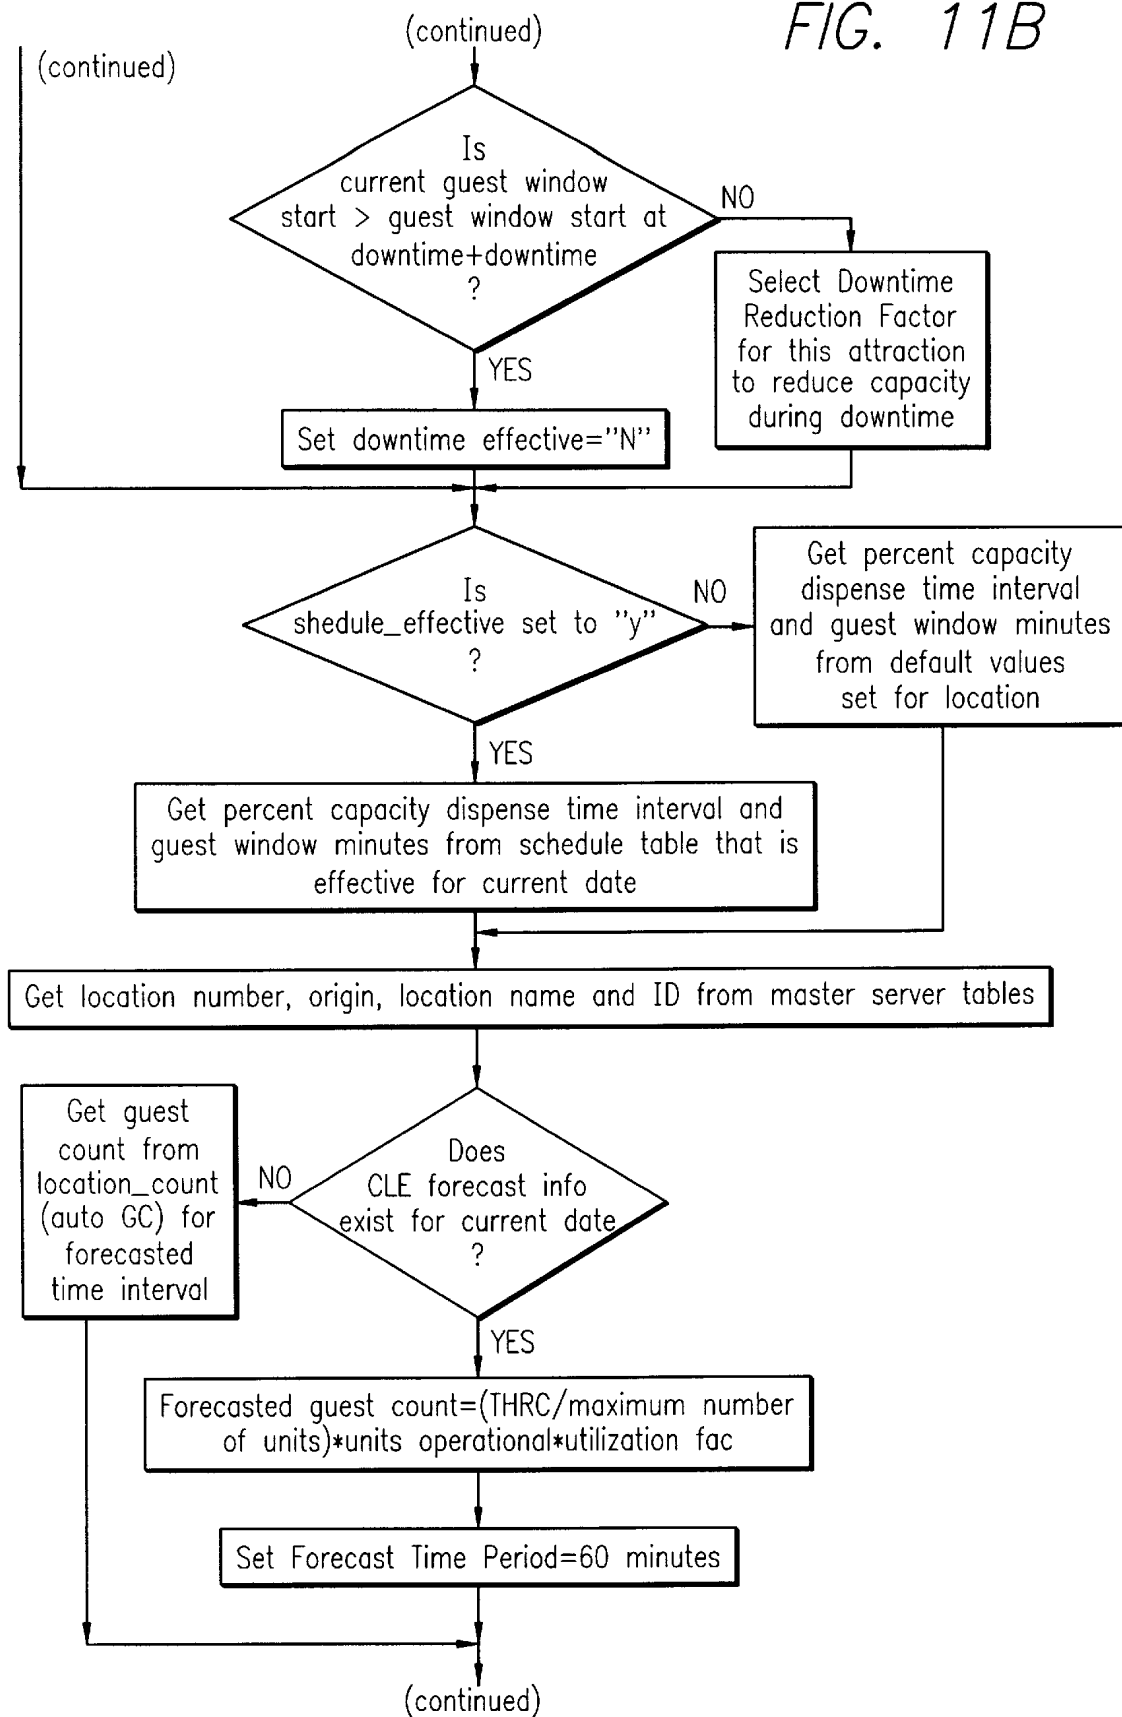 FIG. 11B
(continued)
(continued)
Is
current guest window
start > guest window start at
downtime+downtime
?
NO
Select Downtime
Reduction Factor
for this attraction
to reduce capacity
during downtime
YES
Set downtime effective="N"
Is
shedule_effective set to "y"
?
NO
Get percent capacity
dispense time interval
and guest window minutes
from default values
set for location
YES
Get percent capacity dispense time interval and
guest window minutes from schedule table that is
effective for current date
Get location number, origin, location name and ID from master server tables
Does
CLE forecast info
exist for current date
?
NO
Get guest
count from
location_count
(auto GC) for
forecasted
time interval
YES
Forecasted guest count=(THRC/maximum number
of units)*units operational*utilization fac
Set Forecast Time Period=60 minutes
(continued)